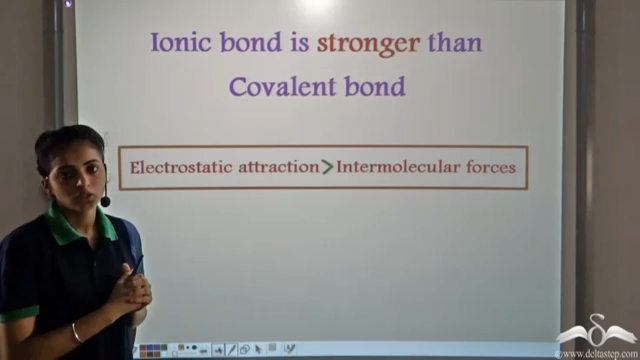 Ionic bond is stronger than
Covalent bond
Electrostatic attraction > Intermolecular forces
© www.deltastep.com